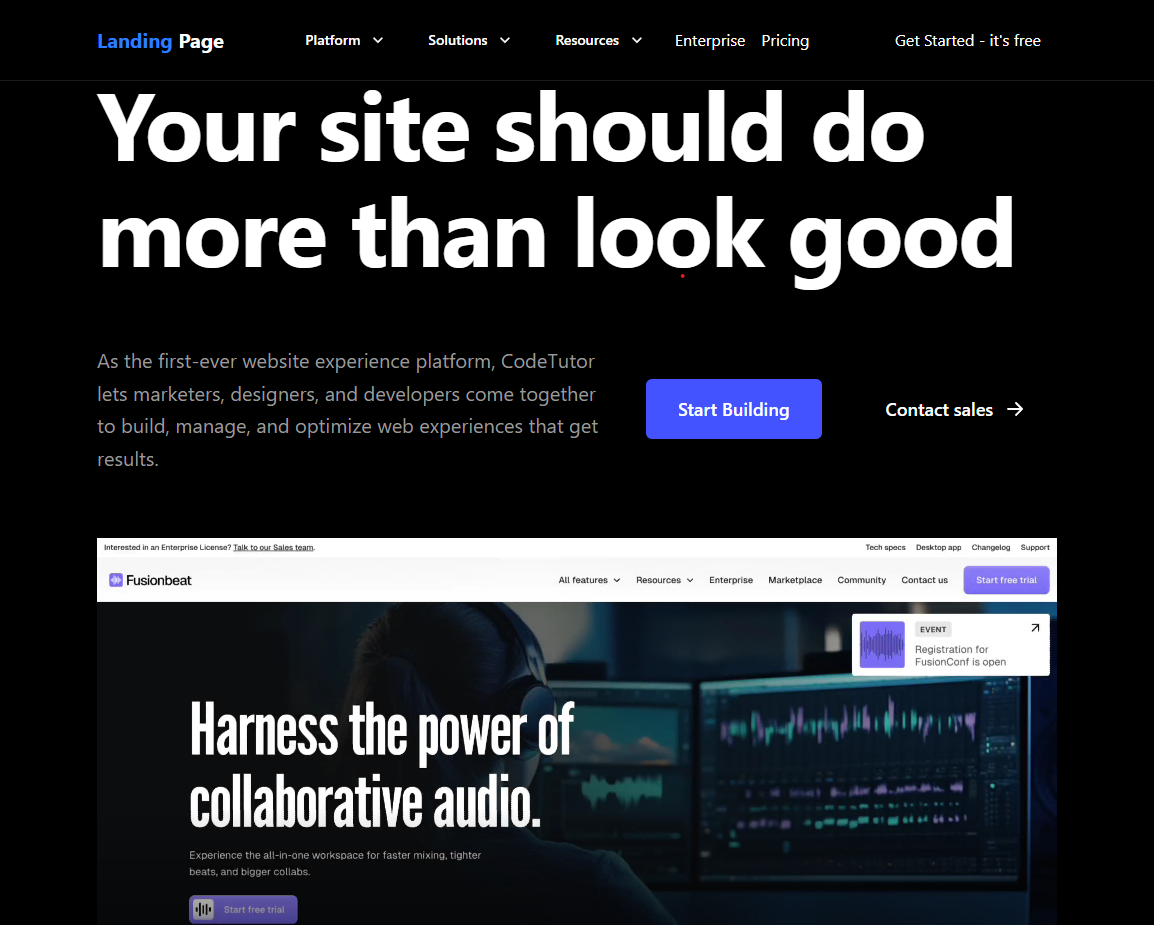 Landing Page
Platform
Solutions
Resources
Enterprise
Pricing
Get Started - it's free
Your site should do
more than look good
As the first-ever website experience platform, CodeTutor
lets marketers, designers, and developers come together
to build, manage, and optimize web experiences that get
results.
Start Building
Contact sales
Interested in an Enterprise License? Talk to our Sales team.
Tech specs
Desktop app
Changelog
Support
Fusionbeat
All features
Resources
Enterprise
Marketplace
Community
Contact us
Start free trial
EVENT
Registration for
FusionConf is open
Harness the power of
collaborative audio.
Experience the all-in-one workspace for faster mixing, tighter
beats, and bigger collabs.
Start free trial